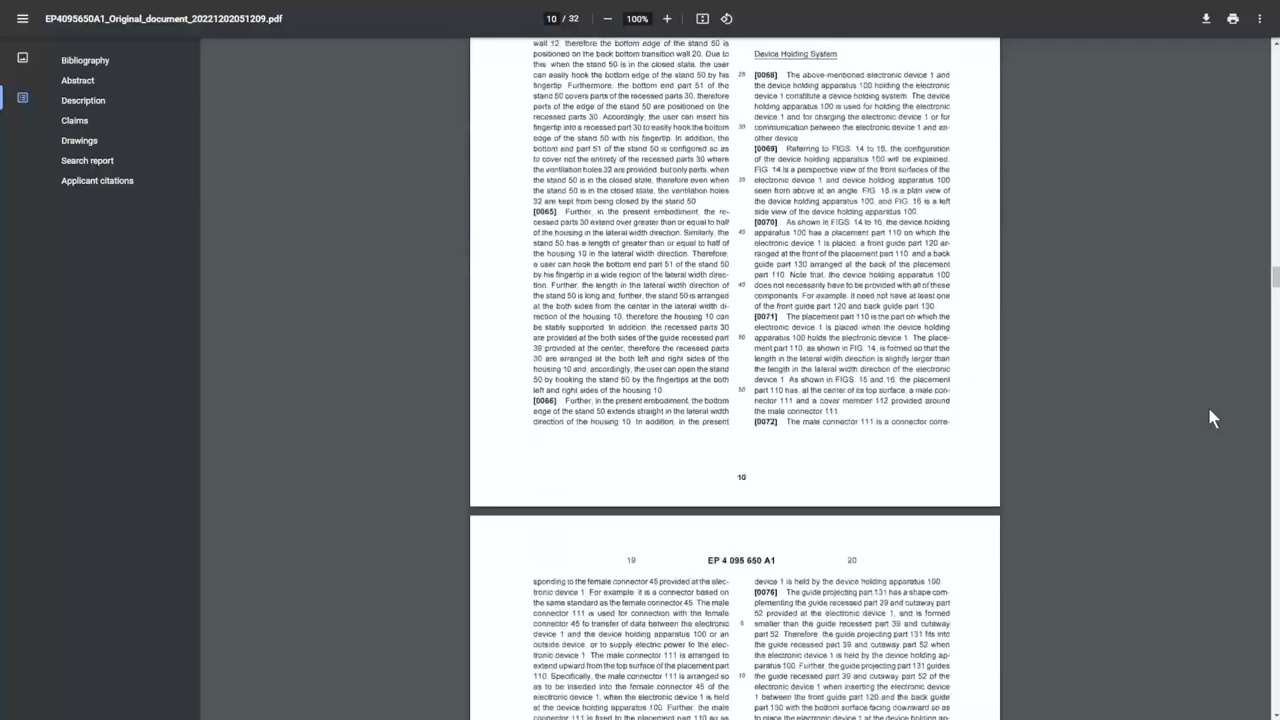 EP4095650A1_Original_document_20221202051209.pdf
10 / 32
100%
Bibliography
Abstract
Description
Claims
Drawings
Search report
Applicant citations
wall 12, therefore the bottom edge of the stand 50 is
positioned on the back bottom transition wall 20. Due to
this, when the stand 50 is in the closed state, the user
can easily hook the bottom edge of the stand 50 by his
fingertip. Furthermore, the bottom end part 51 of the
stand 50 covers parts of the recessed parts 30, therefore
parts of the edge of the stand 50 are positioned on the
recessed parts 30. Accordingly, the user can insert his
fingertip into a recessed part 30 to easily hook the bottom
edge of the stand 50 with his fingertip. In addition, the
bottom end part 51 of the stand 50 is configured so as
to cover not the entirety of the recessed parts 30 where
the ventilation holes 32 are provided, but only parts, when
the stand 50 is in the closed state, therefore even when
the stand 50 is in the closed state, the ventilation holes
32 are kept from being closed by the stand 50.
[0065] Further, in the present embodiment, the re-
cessed parts 30 extend over greater than or equal to half
of the housing in the lateral width direction. Similarly, the
stand 50 has a length of greater than or equal to half of
the housing 10 in the lateral width direction. Therefore,
a user can hook the bottom end part 51 of the stand 50
by his fingertip in a wide region of the lateral width direc-
tion. Further, the length in the lateral width direction of
the stand 50 is long and, further, the stand 50 is arranged
at the both sides from the center in the lateral width di-
rection of the housing 10, therefore the housing 10 can
be stably supported. In addition, the recessed parts 30
are provided at the both sides of the guide recessed part
39 provided at the center, therefore the recessed parts
30 are arranged at the both left and right sides of the
housing 10 and, accordingly, the user can open the stand
50 by hooking the stand 50 by the fingertips at the both
left and right sides of the housing 10.
[0066] Further, in the present embodiment, the bottom
edge of the stand 50 extends straight in the lateral width
direction of the housing 10. In addition, in the present
25
30
35
40
50
Device Holding System
[0068] The above-mentioned electronic device 1 and
the device holding apparatus 100 holding the electronic
device 1 constitute a device holding system. The device
holding apparatus 100 is used for holding the electronic
device 1 and for charging the electronic device 1 or for
communication between the electronic device 1 and an-
other device.
[0069] Referring to FIGS. 14 to 16, the configuration
of the device holding apparatus 100 will be explained.
FIG. 14 is a perspective view of the front surfaces of the
electronic device 1 and device holding apparatus 100
seen from above at an angle. FIG. 15 is a plan view of
the device holding apparatus 100, and FIG. 16 is a left
side view of the device holding apparatus 100.
[0070] As shown in FIGS. 14 to 16, the device holding
apparatus 100 has a placement part 110 on which the
electronic device 1 is placed, a front guide part 120 ar-
ranged at the front of the placement part 110, and a back
guide part 130 arranged at the back of the placement
part 110. Note that, the device holding apparatus 100
does not necessarily have to be provided with all of these
components. For example, it need not have at least one
of the front guide part 120 and back guide part 130.
[0071] The placement part 110 is the part on which the
electronic device 1 is placed when the device holding
apparatus 100 holds the electronic device 1. The place-
ment part 110, as shown in FIG. 14, is formed so that the
length in the lateral width direction is slightly larger than
the length in the lateral width direction of the electronic
device 1. As shown in FIGS. 15 and 16, the placement
part 110 has, at the center of its top surface, a male con-
nector 111 and a cover member 112 provided around
the male connector 111.
[0072] The male connector 111 is a connector corre-
10
19
EP 4 095 650 A1
20
sponding to the female connector 45 provided at the elec-
tronic device 1. For example, it is a connector based on
the same standard as the female connector 45. The male
connector 111 is used for connection with the female
connector 45 to transfer of data between the electronic
device 1 and the device holding apparatus 100 or an
outside device, or to supply electric power to the elec-
tronic device 1. The male connector 111 is arranged to
extend upward from the top surface of the placement part
110. Specifically, the male connector 111 is arranged so
as to be inserted into the female connector 45 of the
electronic device 1, when the electronic device 1 is held
at the device holding apparatus 100. Further, the male
connector 111 is fixed to the placement part 110 as
5
10
device 1 is held by the device holding apparatus 100.
[0076] The guide projecting part 131 has a shape com-
plementing the guide recessed part 39 and cutaway part
52 provided at the electronic device 1, and is formed
smaller than the guide recessed part 39 and cutaway
part 52. Therefore, the guide projecting part 131 fits into
the guide recessed part 39 and cutaway part 52 when
the electronic device 1 is held by the device holding ap-
paratus 100. Further, the guide projecting part 131 guides
the guide recessed part 39 and cutaway part 52 of the
electronic device 1 when inserting the electronic device
1 between the front guide part 120 and back guide
part 130 with the bottom surface facing downward so as
to place the electronic device 1 at the device holding ap-